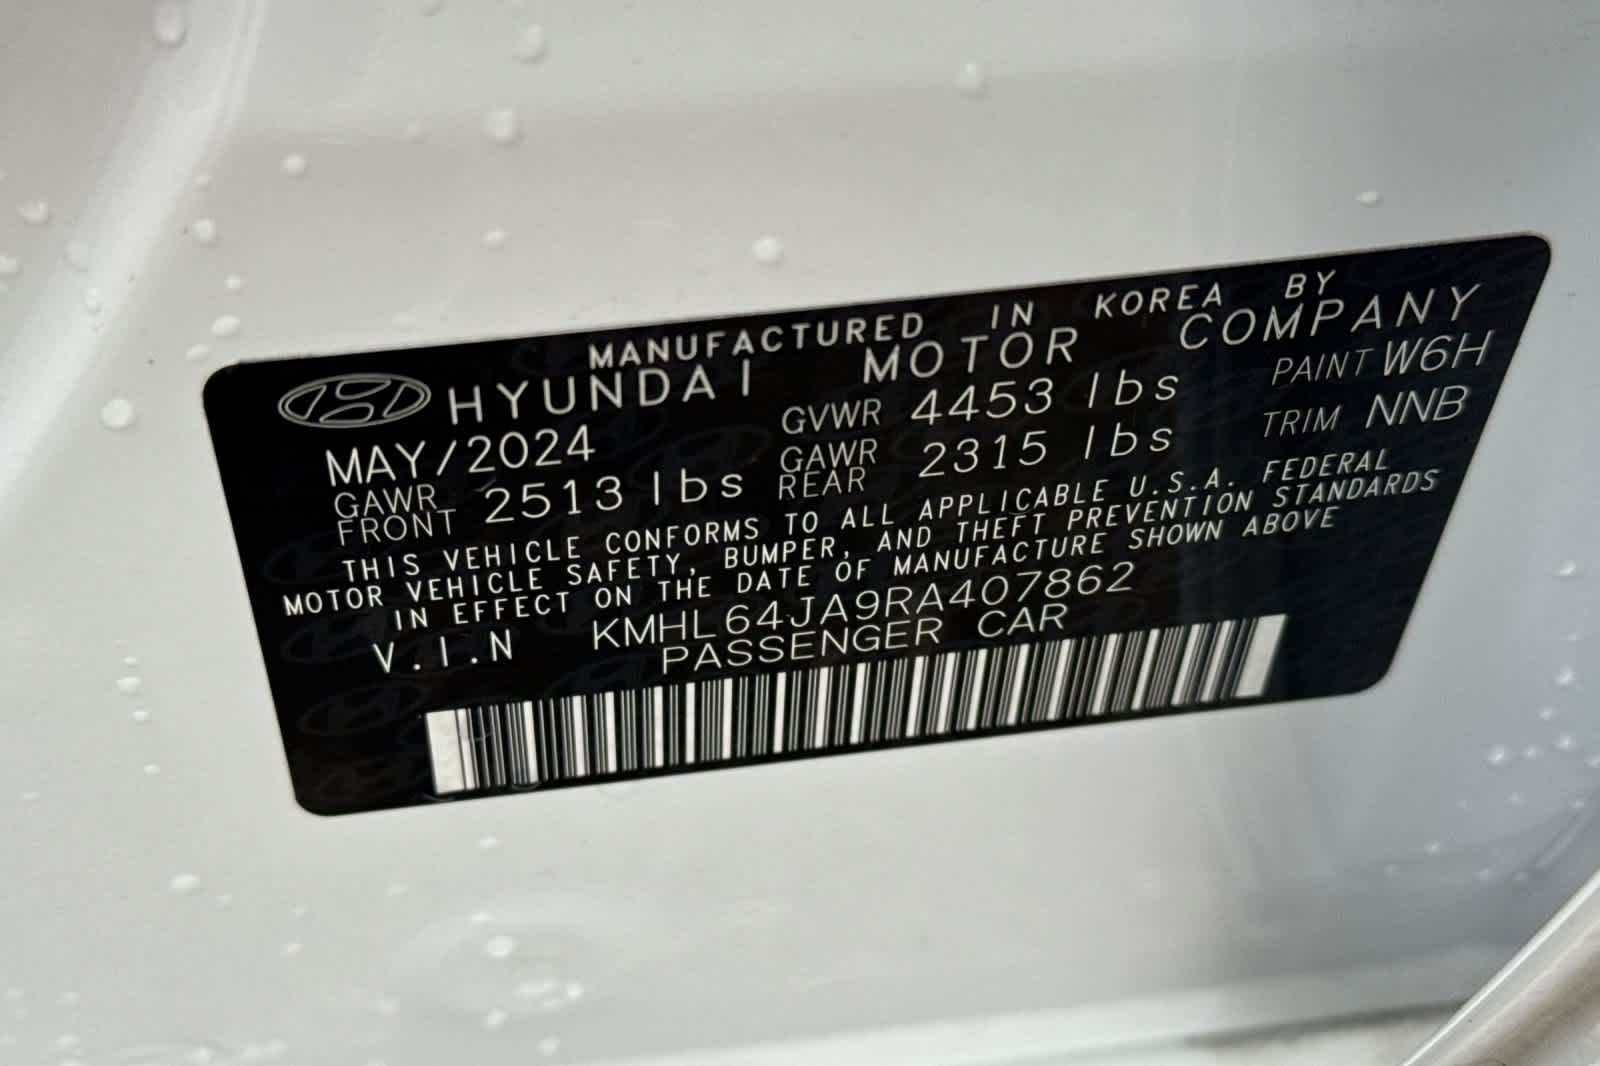 MANUFACTURED IN KOREA BY
HYUNDAI MOTOR COMPANY
MAY/2024 GVWR 4453 lbs PAINT W6H
GAWR FRONT 2513 lbs GAWR REAR 2315 lbs TRIM NNB
THIS VEHICLE CONFORMS TO ALL APPLICABLE U.S.A. FEDERAL
MOTOR VEHICLE SAFETY, BUMPER, AND THEFT PREVENTION STANDARDS
IN EFFECT ON THE DATE OF MANUFACTURE SHOWN ABOVE
V.I.N KMHL64JA9RA407862
PASSENGER CAR